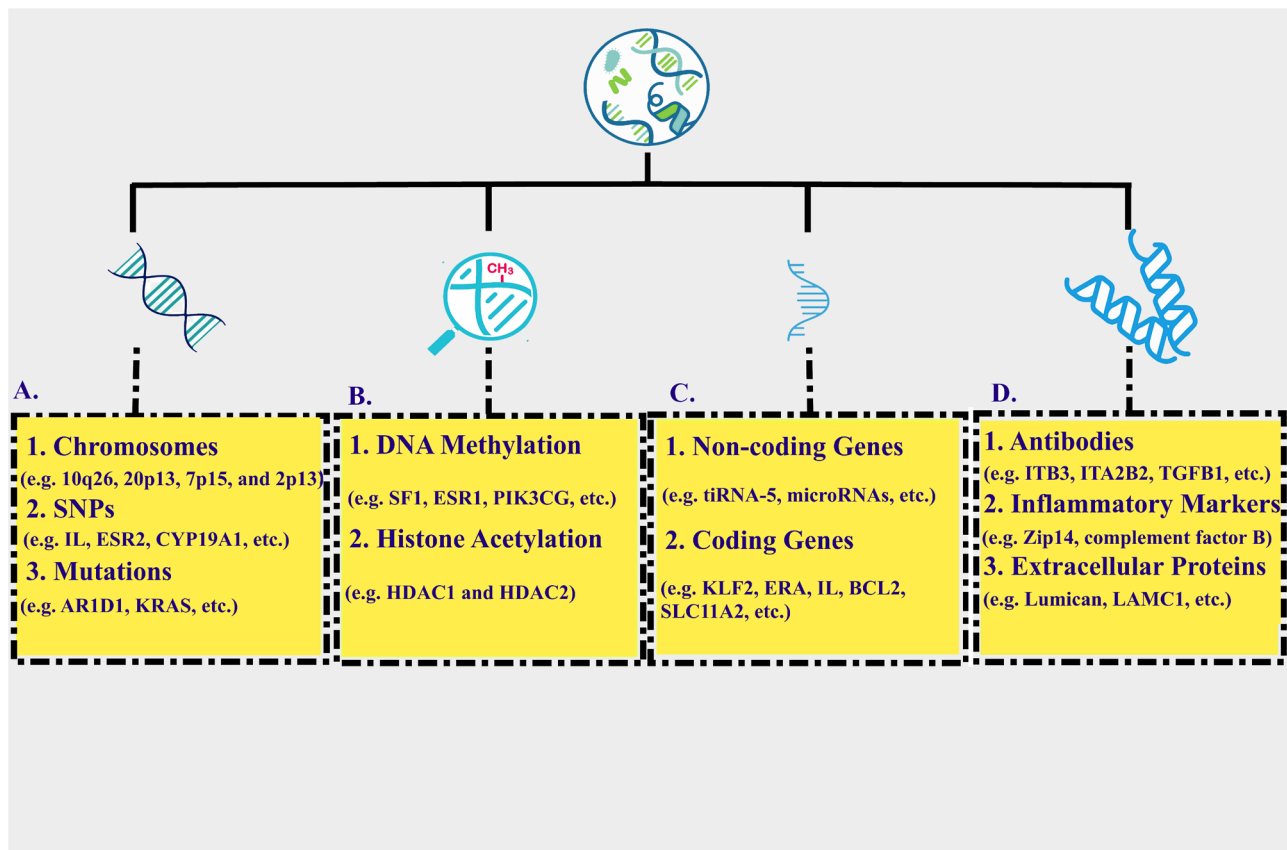 CH3
A.
1. Chromosomes
(e.g. 10q26, 20p13, 7p15, and 2p13)
2. SNPs
(e.g. IL, ESR2, CYP19A1, etc.)
3. Mutations
(e.g. AR1D1, KRAS, etc.)
B.
1. DNA Methylation
(e.g. SF1, ESR1, PIK3CG, etc.)
2. Histone Acetylation
(e.g. HDAC1 and HDAC2)
C.
1. Non-coding Genes
(e.g. tiRNA-5, microRNAs, etc.)
2. Coding Genes
(e.g. KLF2, ERA, IL, BCL2,
SLC11A2, etc.)
D.
1. Antibodies
(e.g. ITB3, ITA2B2, TGFB1, etc.)
2. Inflammatory Markers
(e.g. Zip14, complement factor B)
3. Extracellular Proteins
(e.g. Lumican, LAMC1, etc.)